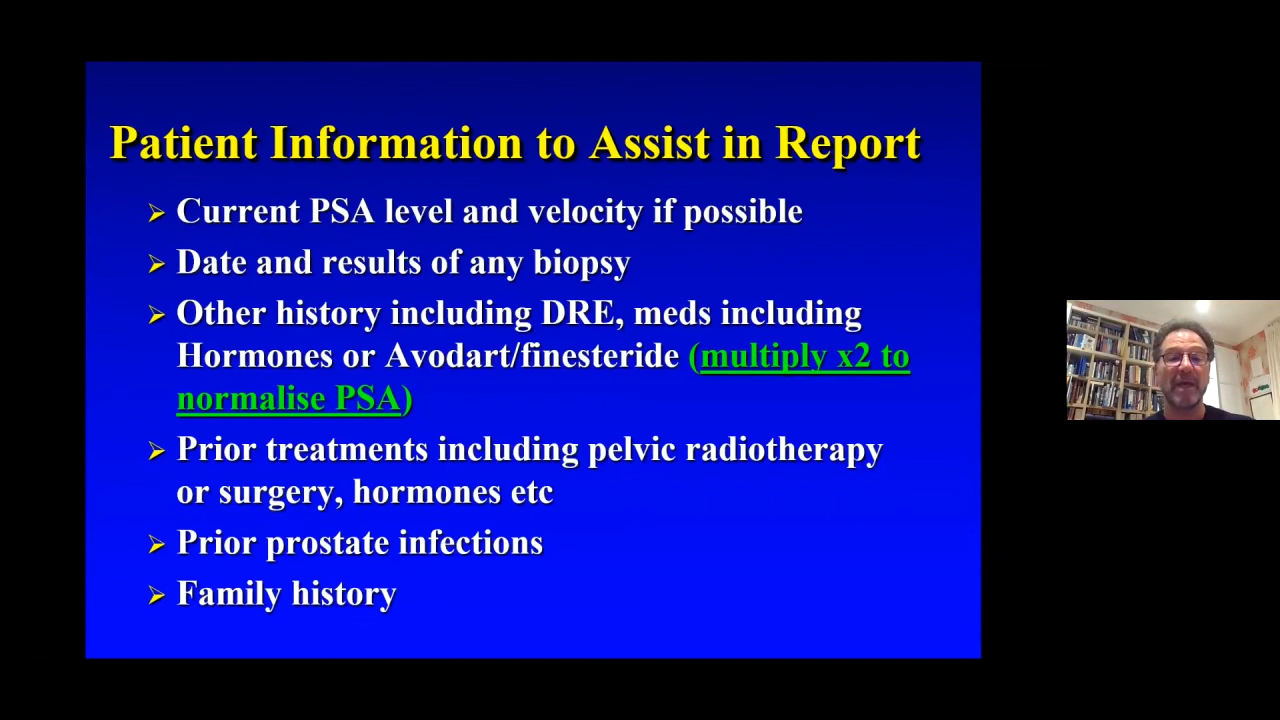 Patient Information to Assist in Report
Current PSA level and velocity if possible
Date and results of any biopsy
Other history including DRE, meds including
Hormones or Avodart/finesteride (multiply x2 to
normalise PSA)
Prior treatments including pelvic radiotherapy
or surgery, hormones etc
Prior prostate infections
Family history